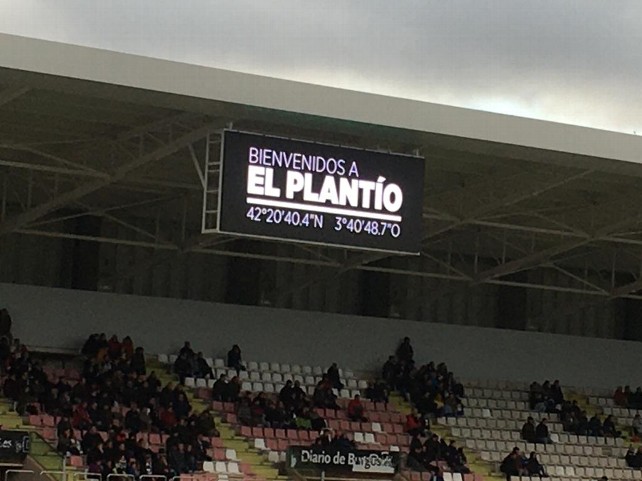 BIENVENIDOS A
EL PLANTÍO
42°20'40.4"N 3°40'48.7"O
Diario de Burgos